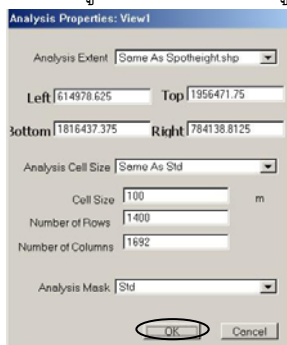 Analysis Properties: View1
Analysis Extent Same As Spotheight.shp
Left 614978.625 Top 1956471.75
Bottom 1816437.375 Right 784138.8125
Analysis Cell Size Same As Std
Cell Size 100 m
Number of Rows 1400
Number of Columns 1692
Analysis Mask Std
OK Cancel